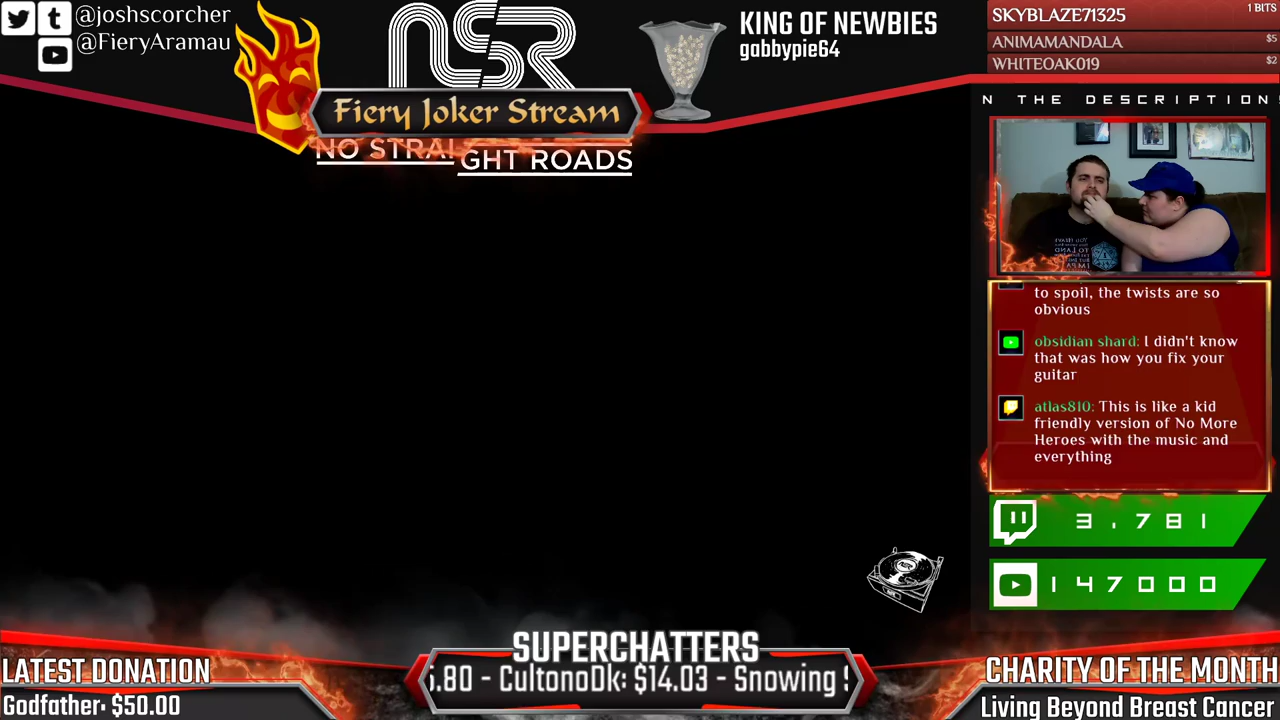 @joshscorcher
@FieryAramau
NSR
Fiery Joker Stream
NO STRAIGHT ROADS
KING OF NEWBIES
gabbypie64
SKYBLAZE71325 1 BITS
ANIMAMANDALA $5
WHITEOAK019 $2
N THE DESCRIPTION
to spoil, the twists are so
obvious
obsidian shard: I didn't know
that was how you fix your
guitar
atlas810: This is like a kid
friendly version of No More
Heroes with the music and
everything
3,781
147000
SUPERCHATTERS
5.80 - CultonoDk: $14.03 - Snowing
LATEST DONATION
Godfather: $50.00
CHARITY OF THE MONTH
Living Beyond Breast Cancer